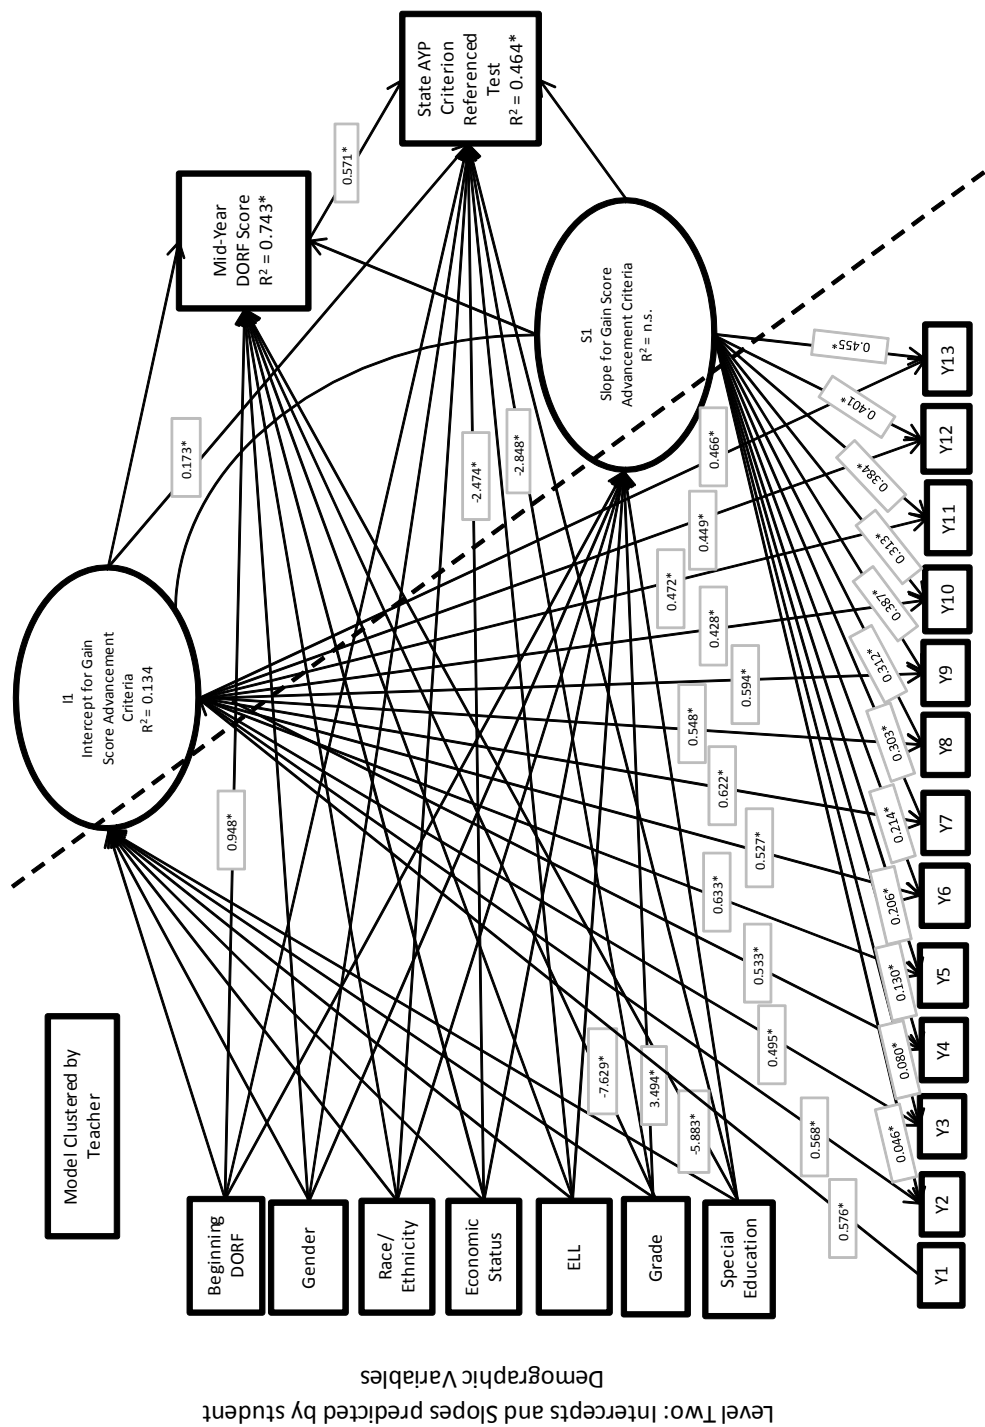 Level Two: Intercepts and Slopes predicted by student
Demographic Variables
Model Clustered by
Teacher
I1
Intercept for Gain
Score Advancement
Criteria
R² = 0.134
Mid-Year
DORF Score
R² = 0.743*
State AYP
Criterion
Referenced
Test
R² = 0.464*
S1
Slope for Gain Score
Advancement Criteria
R² = n.s.
Beginning
DORF
Gender
Race/
Ethnicity
Economic
Status
ELL
Grade
Special
Education
0.948*
0.173*
0.571*
-2.474*
-2.848*
-7.629*
3.494*
-5.883*
0.576*
0.568*
0.495*
0.533*
0.633*
0.527*
0.622*
0.548*
0.594*
0.428*
0.472*
0.449*
0.466*
0.046*
0.080*
0.130*
0.206*
0.214*
0.303*
0.312*
0.387*
0.313*
0.384*
0.401*
0.455*
Y1
Y2
Y3
Y4
Y5
Y6
Y7
Y8
Y9
Y10
Y11
Y12
Y13